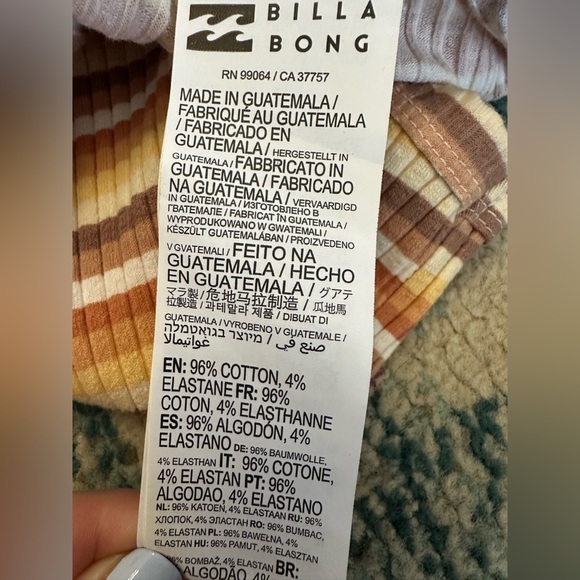 BILLA
BONG
RN 99064 / CA 37757
MADE IN GUATEMALA /
FABRIQUÉ AU GUATEMALA
/ FABRICADO EN
GUATEMALA / HERGESTELLT IN
GUATEMALA / FABBRICATO IN
GUATEMALA / FABRICADO
NA GUATEMALA / VERVAARDIGD
IN GUATEMALA / ИЗГОТОВЛЕНО В
ГВАТЕМАЛЕ / FABRICAT ÎN GUATEMALA /
WYPRODUKOWANO W GWATEMALI /
KÉSZÜLT GUATEMALÁBAN / PROIZVEDENO
V GVATEMALI / FEITO NA
GUATEMALA / HECHO
EN GUATEMALA / グアテ
マラ製 / 危地马拉制造 / 瓜地馬
拉製造 / 과테말라 제품 / DIBUAT DI
GUATEMALA / VYROBENO V GUATEMALE /
صنع في / מיוצר בגואטמלה
غواتيمالا
EN: 96% COTTON, 4%
ELASTANE FR: 96%
COTON, 4% ELASTHANNE
ES: 96% ALGODÓN, 4%
ELASTANO DE: 96% BAUMWOLLE,
4% ELASTHAN IT: 96% COTONE,
4% ELASTAN PT: 96%
ALGODAO, 4% ELASTANO
NL: 96% KATOEN, 4% ELASTAAN RU: 96%
ХЛОПОК, 4% ЭЛАСТАН RO: 96% BUMBAC,
4% ELASTAN PL: 96% BAWEŁNA, 4%
ELASTAN HU: 96% PAMUT, 4% ELASZTAN
96% BOMBAŽ, 4% ELASTAN BR:
ALGODÃO, 4%